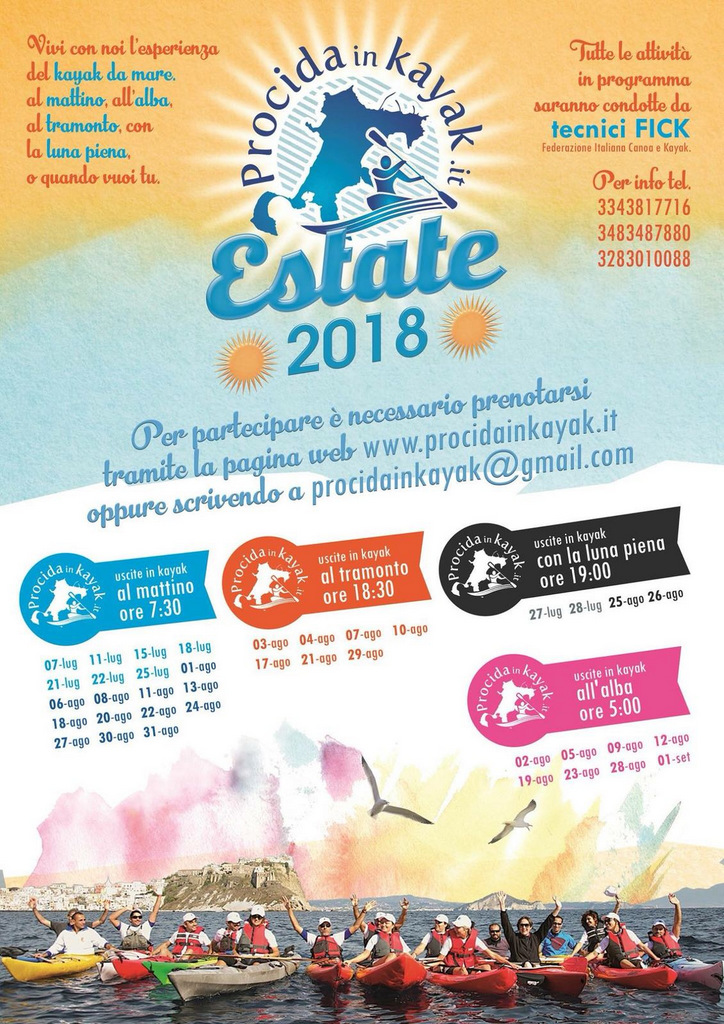 Vivi con noi l'esperienza
del kayak da mare,
al mattino, all'alba,
al tramonto, con
la luna piena,
o quando vuoi tu.
Procida in kayak.it
Estate
2018
Tutte le attività
in programma
saranno condotte da
tecnici FICK
Federazione Italiana Canoa e Kayak.
Per info tel.
3343817716
3483487880
3283010088
Per partecipare è necessario prenotarsi
tramite la pagina web www.procidainkayak.it
oppure scrivendo a procidainkayak@gmail.com
Procida in kayak.it
uscite in kayak
al mattino
ore 7:30
07-lug 11-lug 15-lug 18-lug
21-lug 22-lug 25-lug 01-ago
06-ago 08-ago 11-ago 13-ago
18-ago 20-ago 22-ago 24-ago
27-ago 30-ago 31-ago
Procida in kayak.it
uscite in kayak
al tramonto
ore 18:30
03-ago 04-ago 07-ago 10-ago
17-ago 21-ago 29-ago
Procida in kayak.it
uscite in kayak
con la luna piena
ore 19:00
27-lug 28-lug 25-ago 26-ago
Procida in kayak.it
uscite in kayak
all'alba
ore 5:00
02-ago 05-ago 09-ago 12-ago
19-ago 23-ago 28-ago 01-set